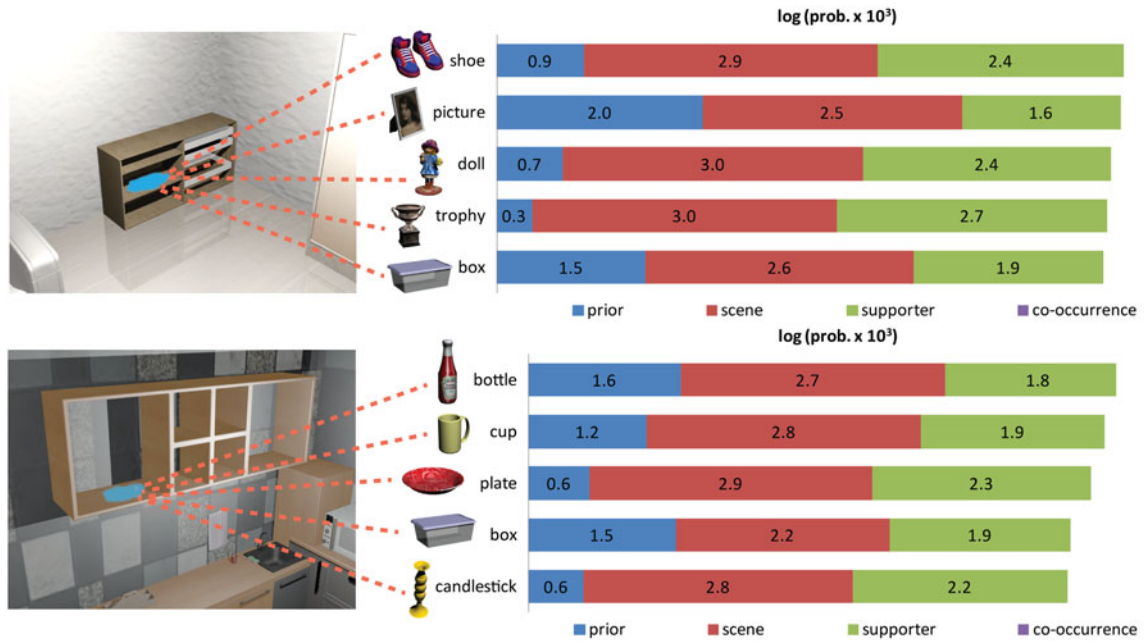 log (prob. x 10³)
shoe 0.9 2.9 2.4
picture 2.0 2.5 1.6
doll 0.7 3.0 2.4
trophy 0.3 3.0 2.7
box 1.5 2.6 1.9
prior scene supporter co-occurrence
log (prob. x 10³)
bottle 1.6 2.7 1.8
cup 1.2 2.8 1.9
plate 0.6 2.9 2.3
box 1.5 2.2 1.9
candlestick 0.6 2.8 2.2
prior scene supporter co-occurrence